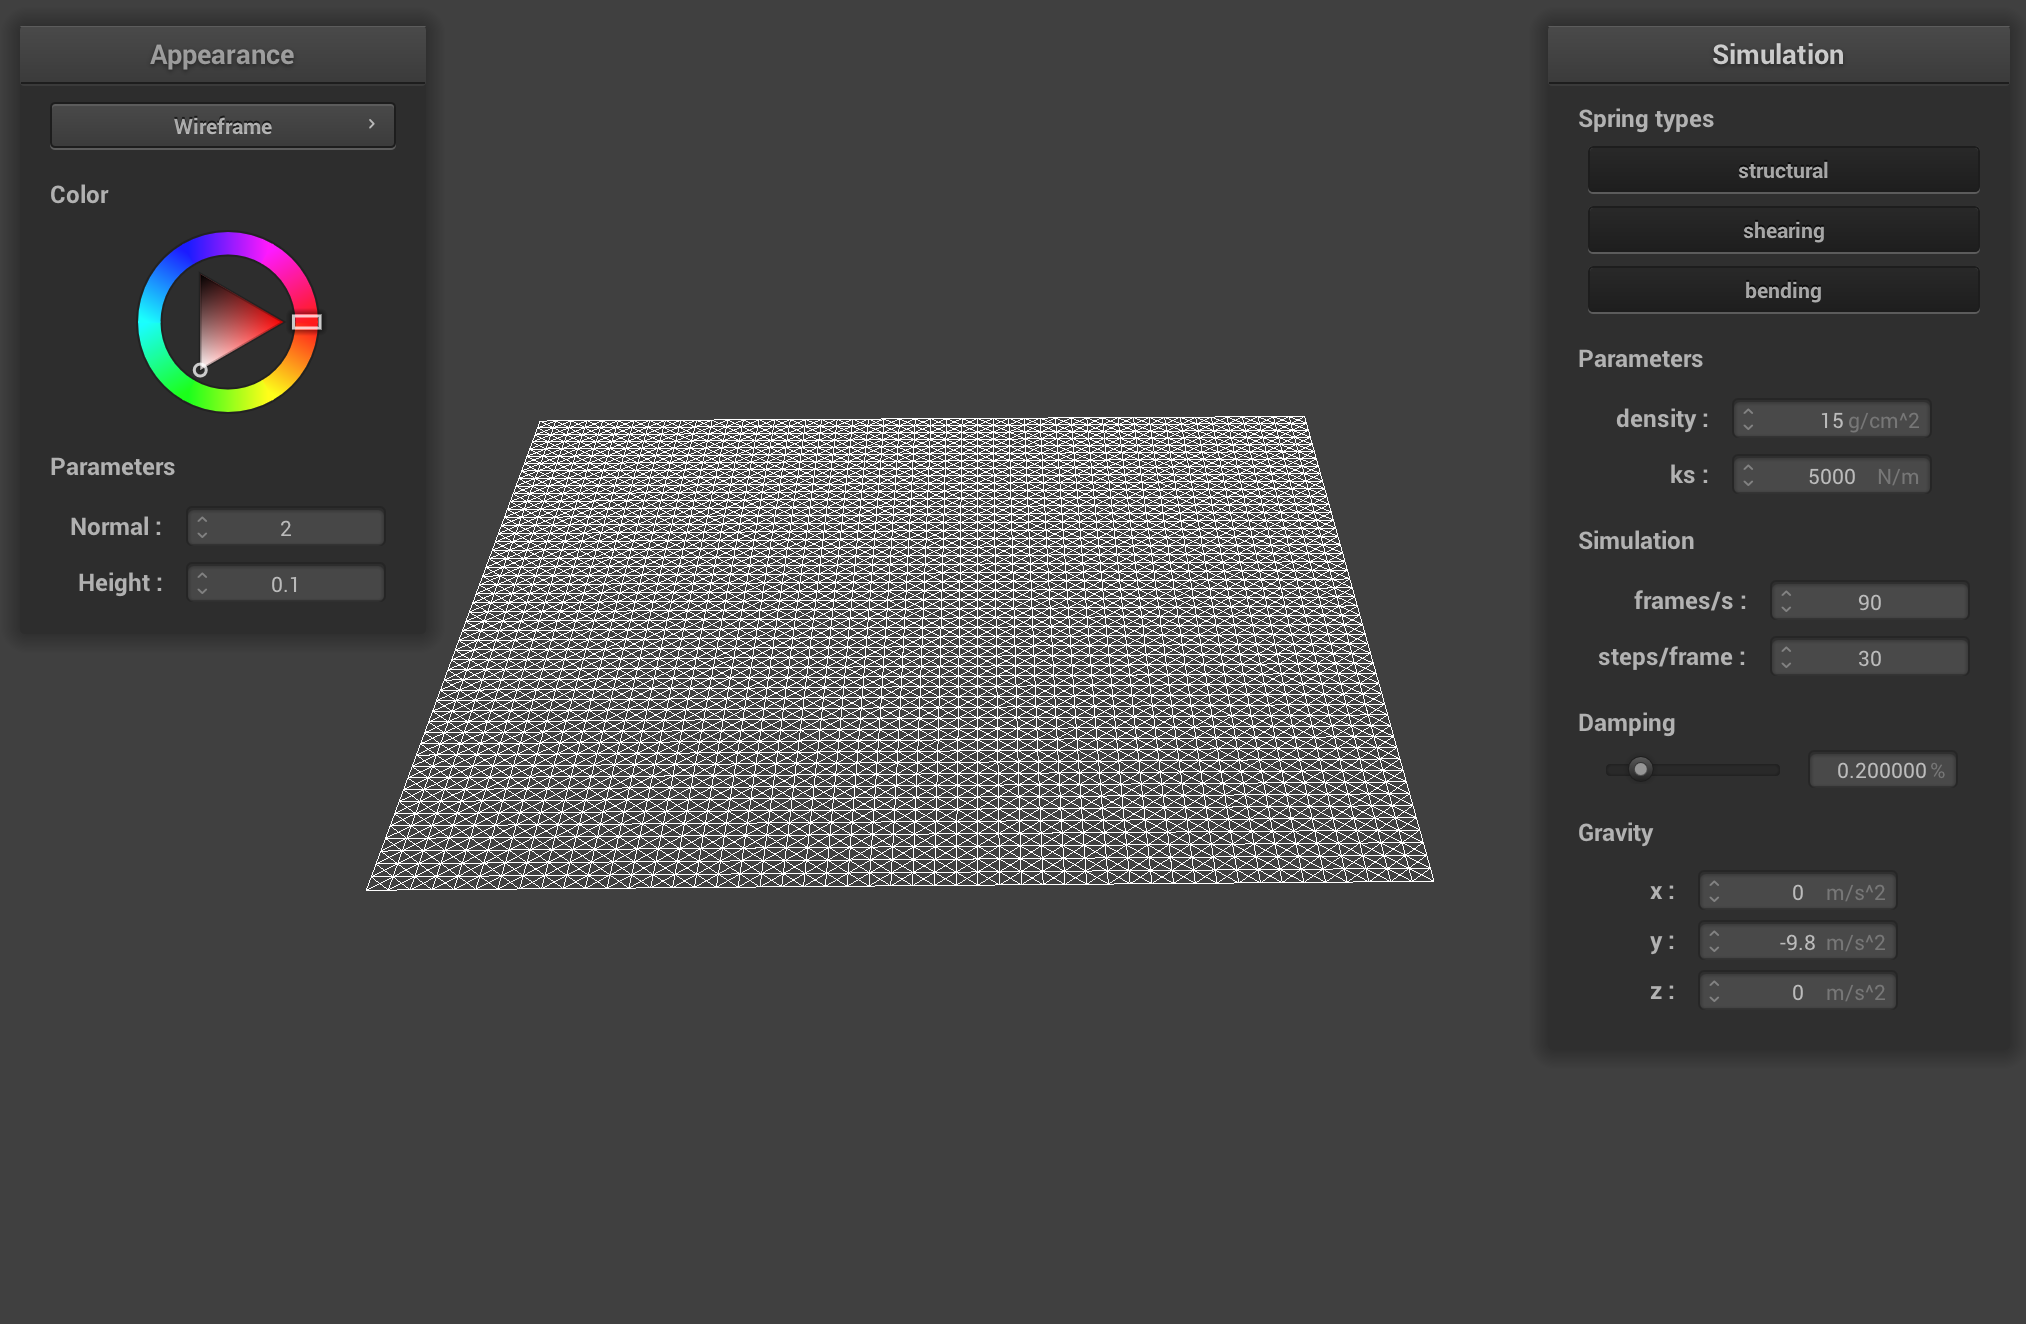 Appearance
Wireframe
Color
Parameters
Normal : 2
Height : 0.1
Simulation
Spring types
structural
shearing
bending
Parameters
density : 15 g/cm^2
ks : 5000 N/m
Simulation
frames/s : 90
steps/frame : 30
Damping
0.200000 %
Gravity
x : 0 m/s^2
y : -9.8 m/s^2
z : 0 m/s^2